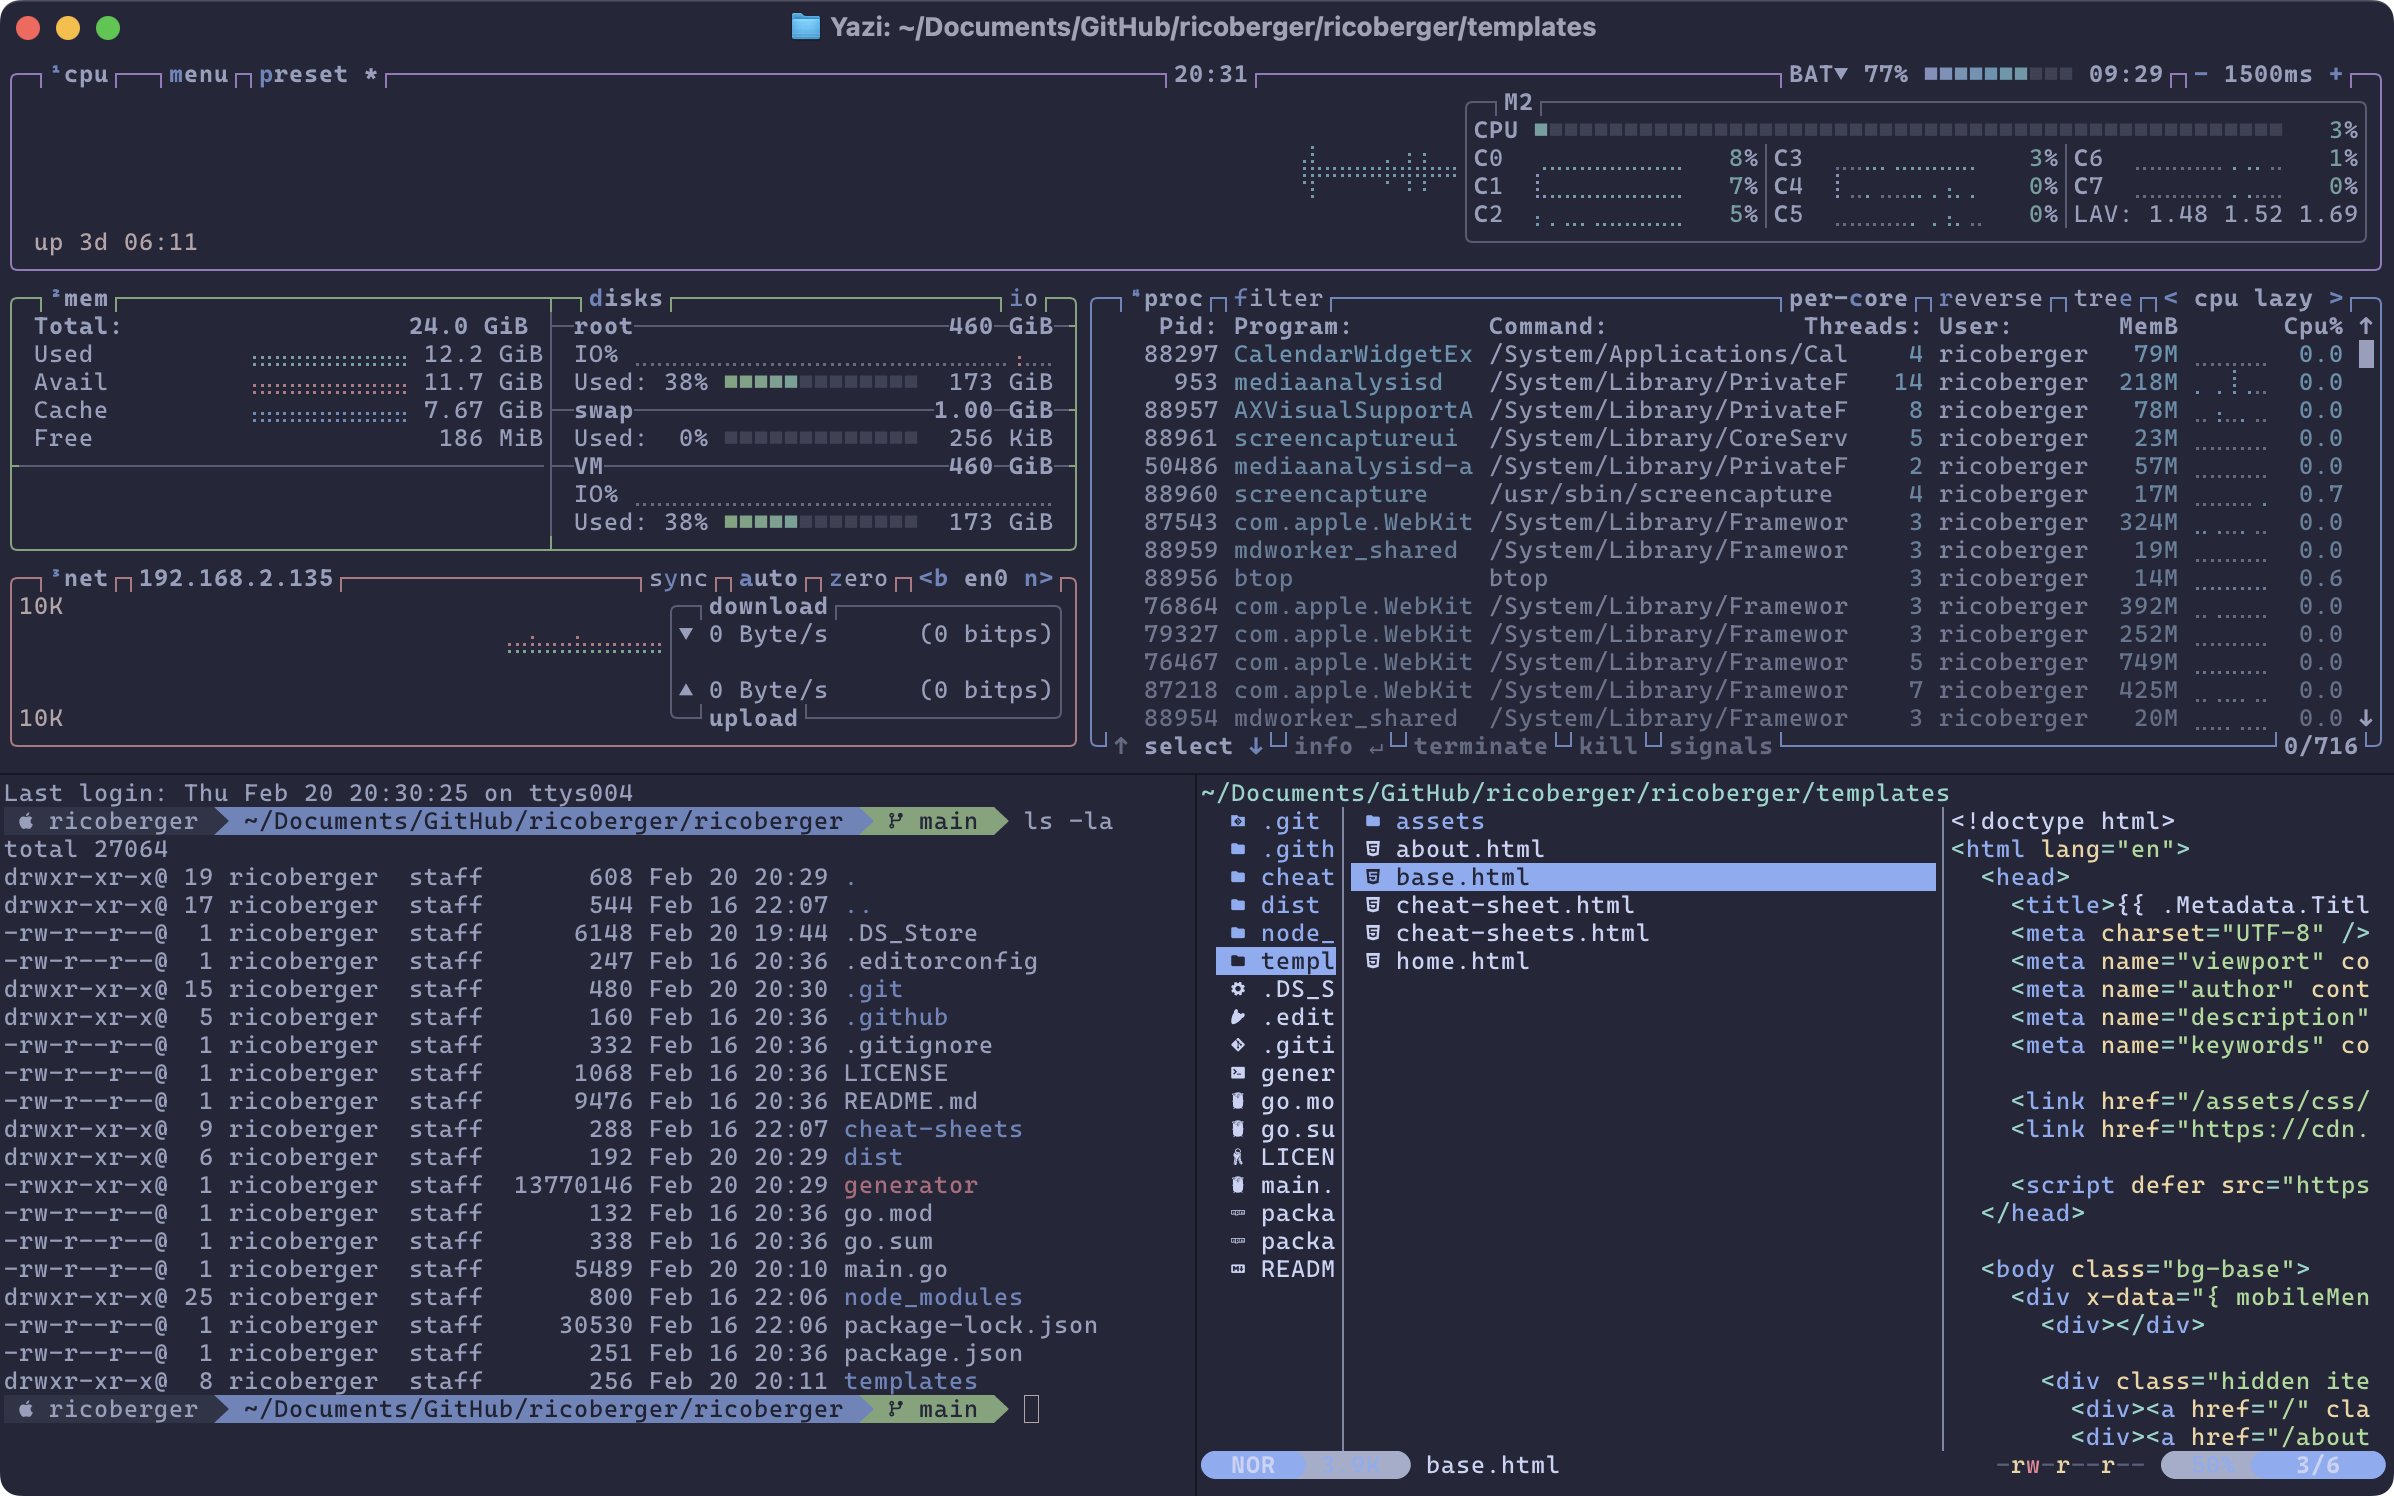 Yazi: ~/Documents/GitHub/ricoberger/ricoberger/templates
¹cpu menu preset * 20:31 BAT▼ 77% 09:29 - 1500ms +
M2
CPU 3%
C0 8% C3 3% C6 1%
C1 7% C4 0% C7 0%
C2 5% C5 0% LAV: 1.48 1.52 1.69
up 3d 06:11
²mem disks io
Total: 24.0 GiB root 460 GiB
Used 12.2 GiB IO%
Avail 11.7 GiB Used: 38% 173 GiB
Cache 7.67 GiB swap 1.00 GiB
Free 186 MiB Used: 0% 256 KiB
VM 460 GiB
IO%
Used: 38% 173 GiB
³net 192.168.2.135 sync auto zero <b en0 n>
10K
download
▼ 0 Byte/s (0 bitps)
▲ 0 Byte/s (0 bitps)
10K
upload
⁴proc filter per-core reverse tree < cpu lazy >
Pid: Program: Command: Threads: User: MemB Cpu% ↑
88297 CalendarWidgetEx /System/Applications/Cal 4 ricoberger 79M 0.0
953 mediaanalysisd /System/Library/PrivateF 14 ricoberger 218M 0.0
88957 AXVisualSupportA /System/Library/PrivateF 8 ricoberger 78M 0.0
88961 screencaptureui /System/Library/CoreServ 5 ricoberger 23M 0.0
50486 mediaanalysisd-a /System/Library/PrivateF 2 ricoberger 57M 0.0
88960 screencapture /usr/sbin/screencapture 4 ricoberger 17M 0.7
87543 com.apple.WebKit /System/Library/Framewor 3 ricoberger 324M 0.0
88959 mdworker_shared /System/Library/Framewor 3 ricoberger 19M 0.0
88956 btop btop 3 ricoberger 14M 0.6
76864 com.apple.WebKit /System/Library/Framewor 3 ricoberger 392M 0.0
79327 com.apple.WebKit /System/Library/Framewor 3 ricoberger 252M 0.0
76467 com.apple.WebKit /System/Library/Framewor 5 ricoberger 749M 0.0
87218 com.apple.WebKit /System/Library/Framewor 7 ricoberger 425M 0.0
88954 mdworker_shared /System/Library/Framewor 3 ricoberger 20M 0.0 ↓
↑ select ↓ info ↵ terminate kill signals 0/716
Last login: Thu Feb 20 20:30:25 on ttys004
ricoberger ~/Documents/GitHub/ricoberger/ricoberger main ls -la
total 27064
drwxr-xr-x@ 19 ricoberger staff 608 Feb 20 20:29 .
drwxr-xr-x@ 17 ricoberger staff 544 Feb 16 22:07 ..
-rw-r--r--@ 1 ricoberger staff 6148 Feb 20 19:44 .DS_Store
-rw-r--r--@ 1 ricoberger staff 247 Feb 16 20:36 .editorconfig
drwxr-xr-x@ 15 ricoberger staff 480 Feb 20 20:30 .git
drwxr-xr-x@ 5 ricoberger staff 160 Feb 16 20:36 .github
-rw-r--r--@ 1 ricoberger staff 332 Feb 16 20:36 .gitignore
-rw-r--r--@ 1 ricoberger staff 1068 Feb 16 20:36 LICENSE
-rw-r--r--@ 1 ricoberger staff 9476 Feb 16 20:36 README.md
drwxr-xr-x@ 9 ricoberger staff 288 Feb 16 22:07 cheat-sheets
drwxr-xr-x@ 6 ricoberger staff 192 Feb 20 20:29 dist
-rwxr-xr-x@ 1 ricoberger staff 13770146 Feb 20 20:29 generator
-rw-r--r--@ 1 ricoberger staff 132 Feb 16 20:36 go.mod
-rw-r--r--@ 1 ricoberger staff 338 Feb 16 20:36 go.sum
-rw-r--r--@ 1 ricoberger staff 5489 Feb 20 20:10 main.go
drwxr-xr-x@ 25 ricoberger staff 800 Feb 16 22:06 node_modules
-rw-r--r--@ 1 ricoberger staff 30530 Feb 16 22:06 package-lock.json
-rw-r--r--@ 1 ricoberger staff 251 Feb 16 20:36 package.json
drwxr-xr-x@ 8 ricoberger staff 256 Feb 20 20:11 templates
ricoberger ~/Documents/GitHub/ricoberger/ricoberger main
~/Documents/GitHub/ricoberger/ricoberger/templates
.git
.gith
cheat
dist
node_
templ
.DS_S
.edit
.giti
gener
go.mo
go.su
LICEN
main.
packa
packa
READM
assets
about.html
base.html
cheat-sheet.html
cheat-sheets.html
home.html
<!doctype html>
<html lang="en">
<head>
<title>{{ .Metadata.Titl
<meta charset="UTF-8" />
<meta name="viewport" co
<meta name="author" cont
<meta name="description"
<meta name="keywords" co
<link href="/assets/css/
<link href="https://cdn.
<script defer src="https
</head>
<body class="bg-base">
<div x-data="{ mobileMen
<div></div>
<div class="hidden ite
<div><a href="/" cla
<div><a href="/about
NOR base.html -rw-r--r-- 50% 3/6